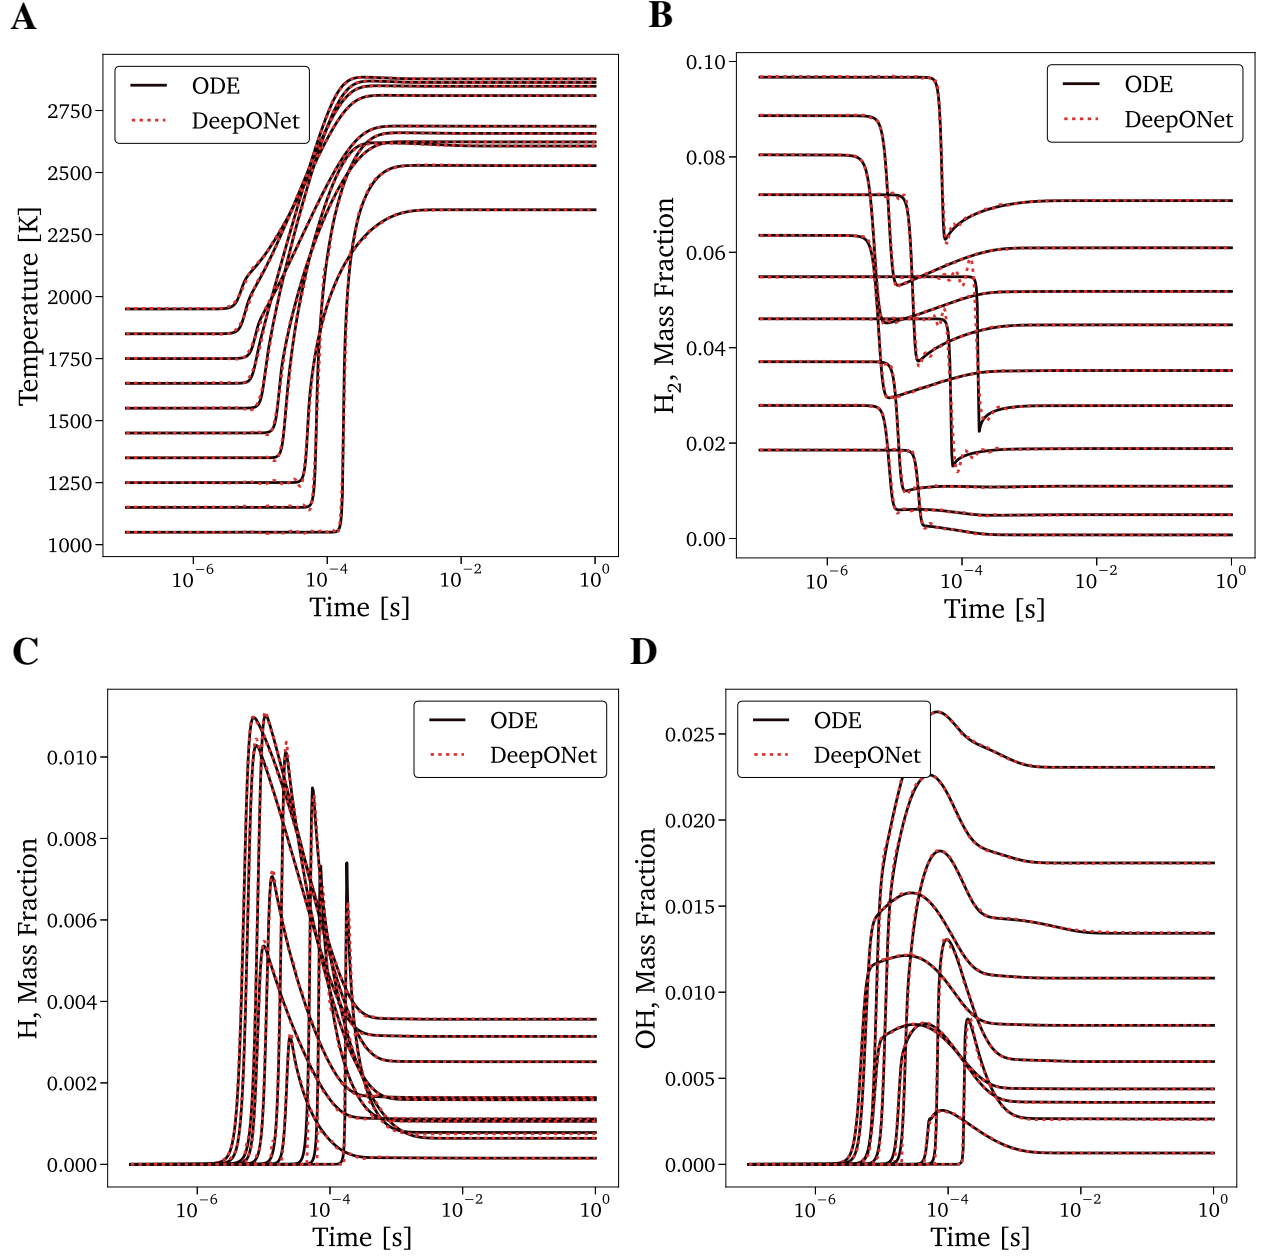 A
ODE
DeepONet
2750
2500
2250
2000
1750
1500
1250
1000
Temperature [K]
10⁻⁶
10⁻⁴
10⁻²
10⁰
Time [s]
B
ODE
DeepONet
0.10
0.08
0.06
0.04
0.02
0.00
H₂, Mass Fraction
10⁻⁶
10⁻⁴
10⁻²
10⁰
Time [s]
C
ODE
DeepONet
0.010
0.008
0.006
0.004
0.002
0.000
H, Mass Fraction
10⁻⁶
10⁻⁴
10⁻²
10⁰
Time [s]
D
ODE
DeepONet
0.025
0.020
0.015
0.010
0.005
0.000
OH, Mass Fraction
10⁻⁶
10⁻⁴
10⁻²
10⁰
Time [s]